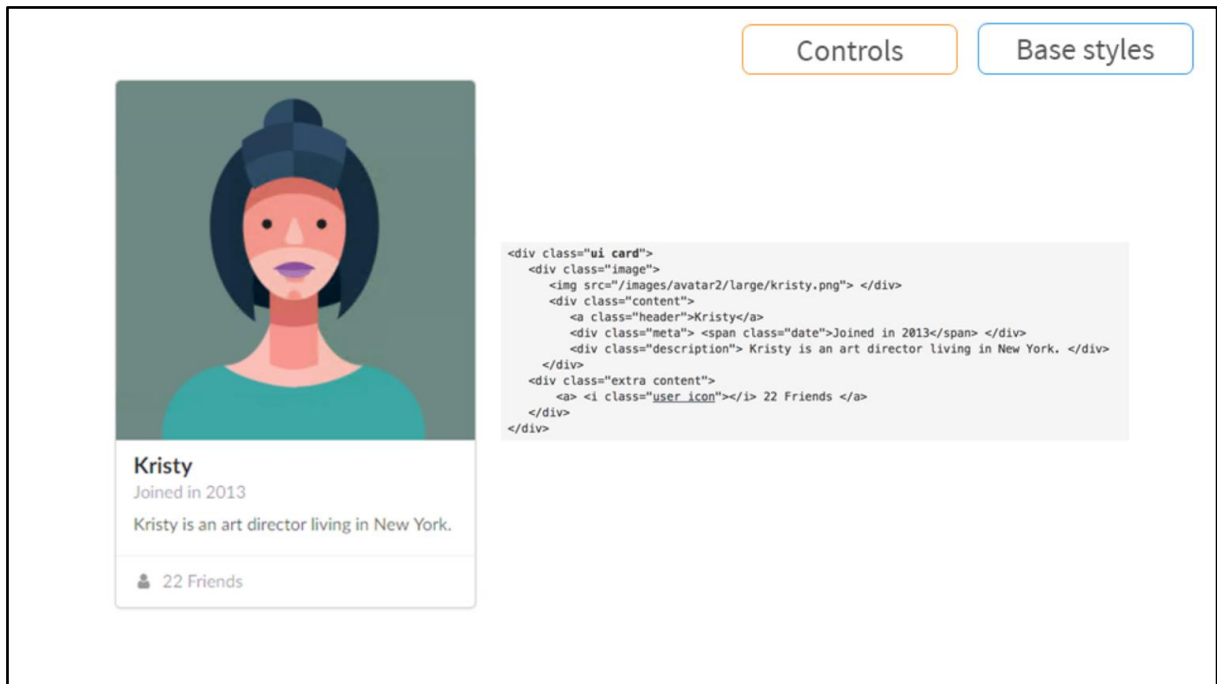 Controls
Base styles
<div class="ui card">
<div class="image">
<img src="/images/avatar2/large/kristy.png"> </div>
<div class="content">
<a class="header">Kristy</a>
<div class="meta"> <span class="date">Joined in 2013</span> </div>
<div class="description"> Kristy is an art director living in New York. </div>
</div>
<div class="extra content">
<a> <i class="user icon"></i> 22 Friends </a>
</div>
</div>
Kristy
Joined in 2013
Kristy is an art director living in New York.
22 Friends